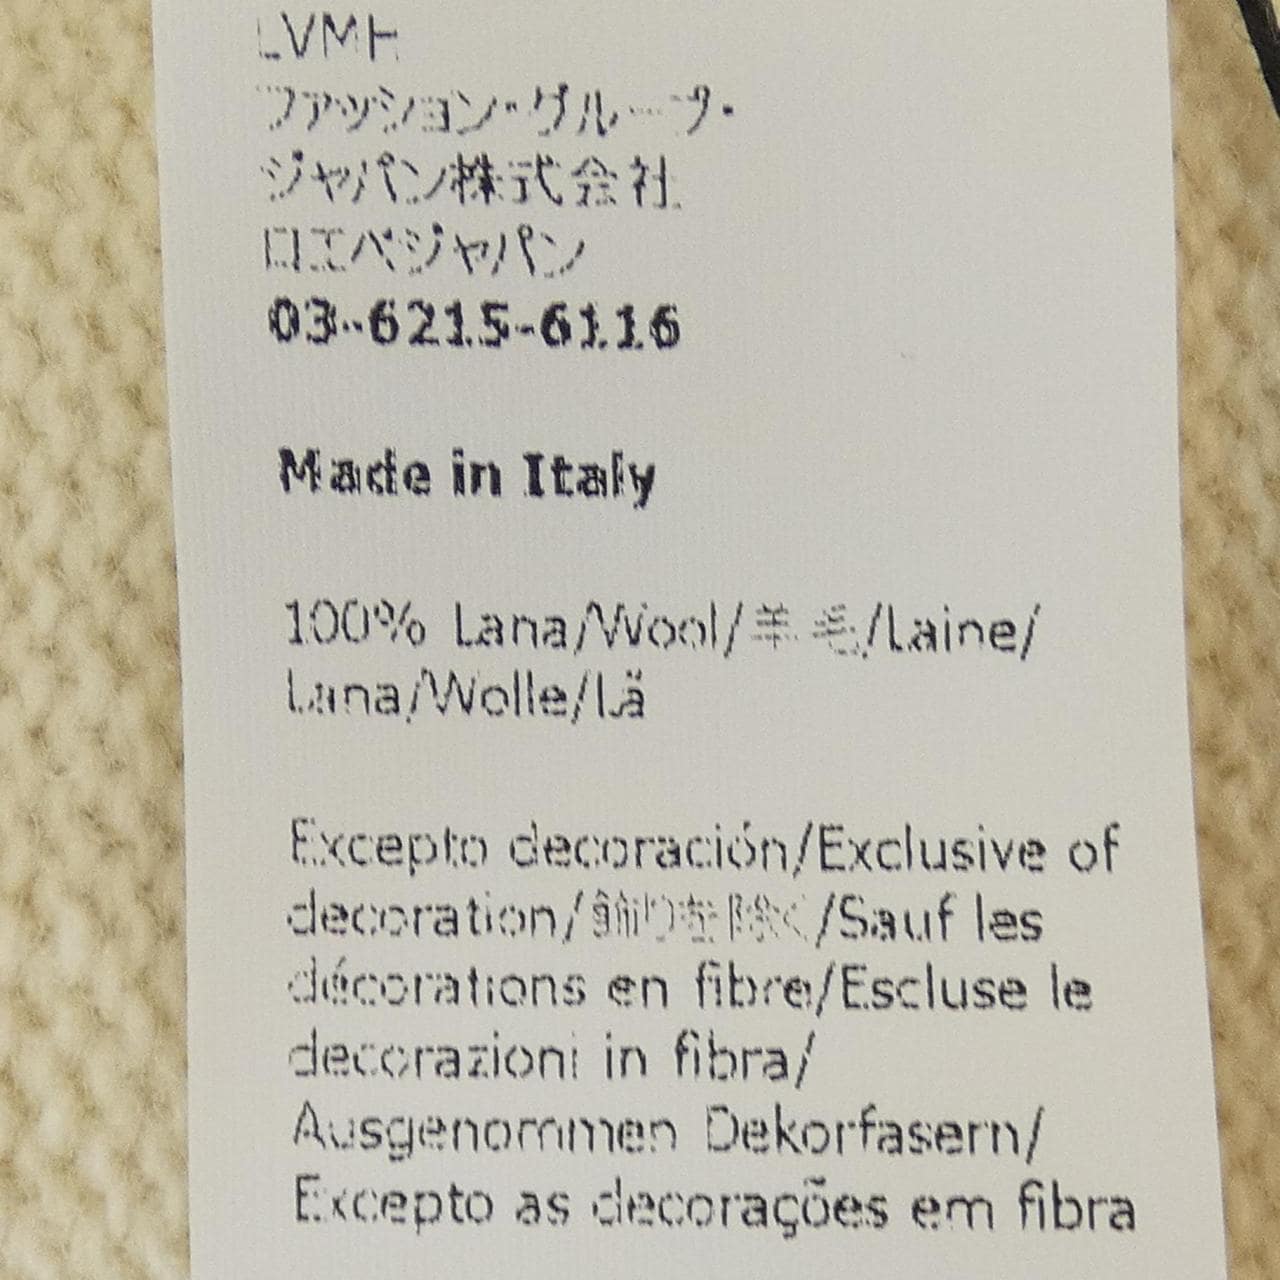 LVMH
ファッション・グループ・
ジャパン株式会社
ロエベジャパン
03-6215-6116
Made in Italy
100% Lana/Wool/羊毛/Laine/
Lana/Wolle/Lã
Excepto decoración/Exclusive of
decoration/飾りを除く/Sauf les
décorations en fibre/Escluse le
decorazioni in fibra/
Ausgenommen Dekorfasern/
Excepto as decorações em fibra